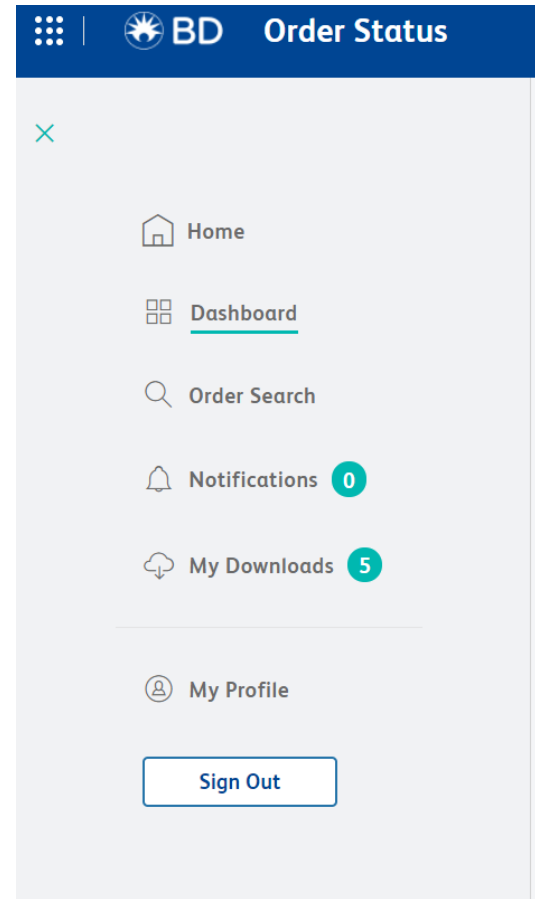 BD Order Status
Home
Dashboard
Order Search
Notifications 0
My Downloads 5
My Profile
Sign Out